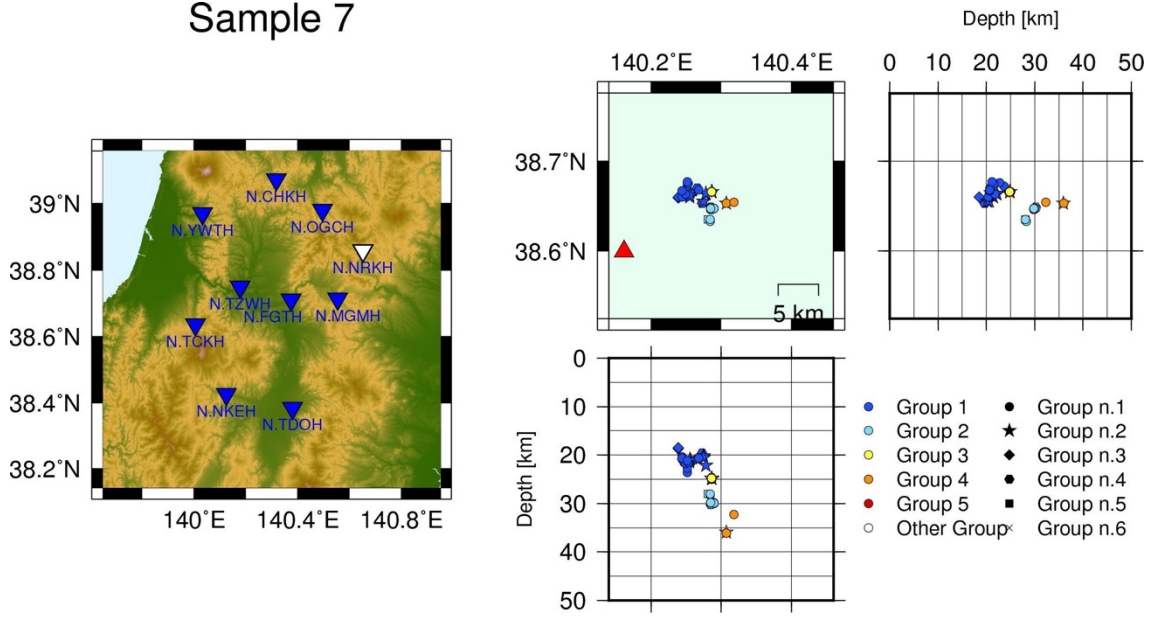 Sample 7
39˚N
38.8˚N
38.6˚N
38.4˚N
38.2˚N
140˚E
140.4˚E
140.8˚E
N.CHKH
N.YWTH
N.OGCH
N.NRKH
N.TZWH
N.FGTH
N.MGMH
N.TCKH
N.NKEH
N.TDOH
140.2˚E
140.4˚E
38.7˚N
38.6˚N
5 km
Depth [km]
0
10
20
30
40
50
Depth [km]
0
10
20
30
40
50
Group 1
Group 2
Group 3
Group 4
Group 5
Other Group
Group n.1
Group n.2
Group n.3
Group n.4
Group n.5
Group n.6